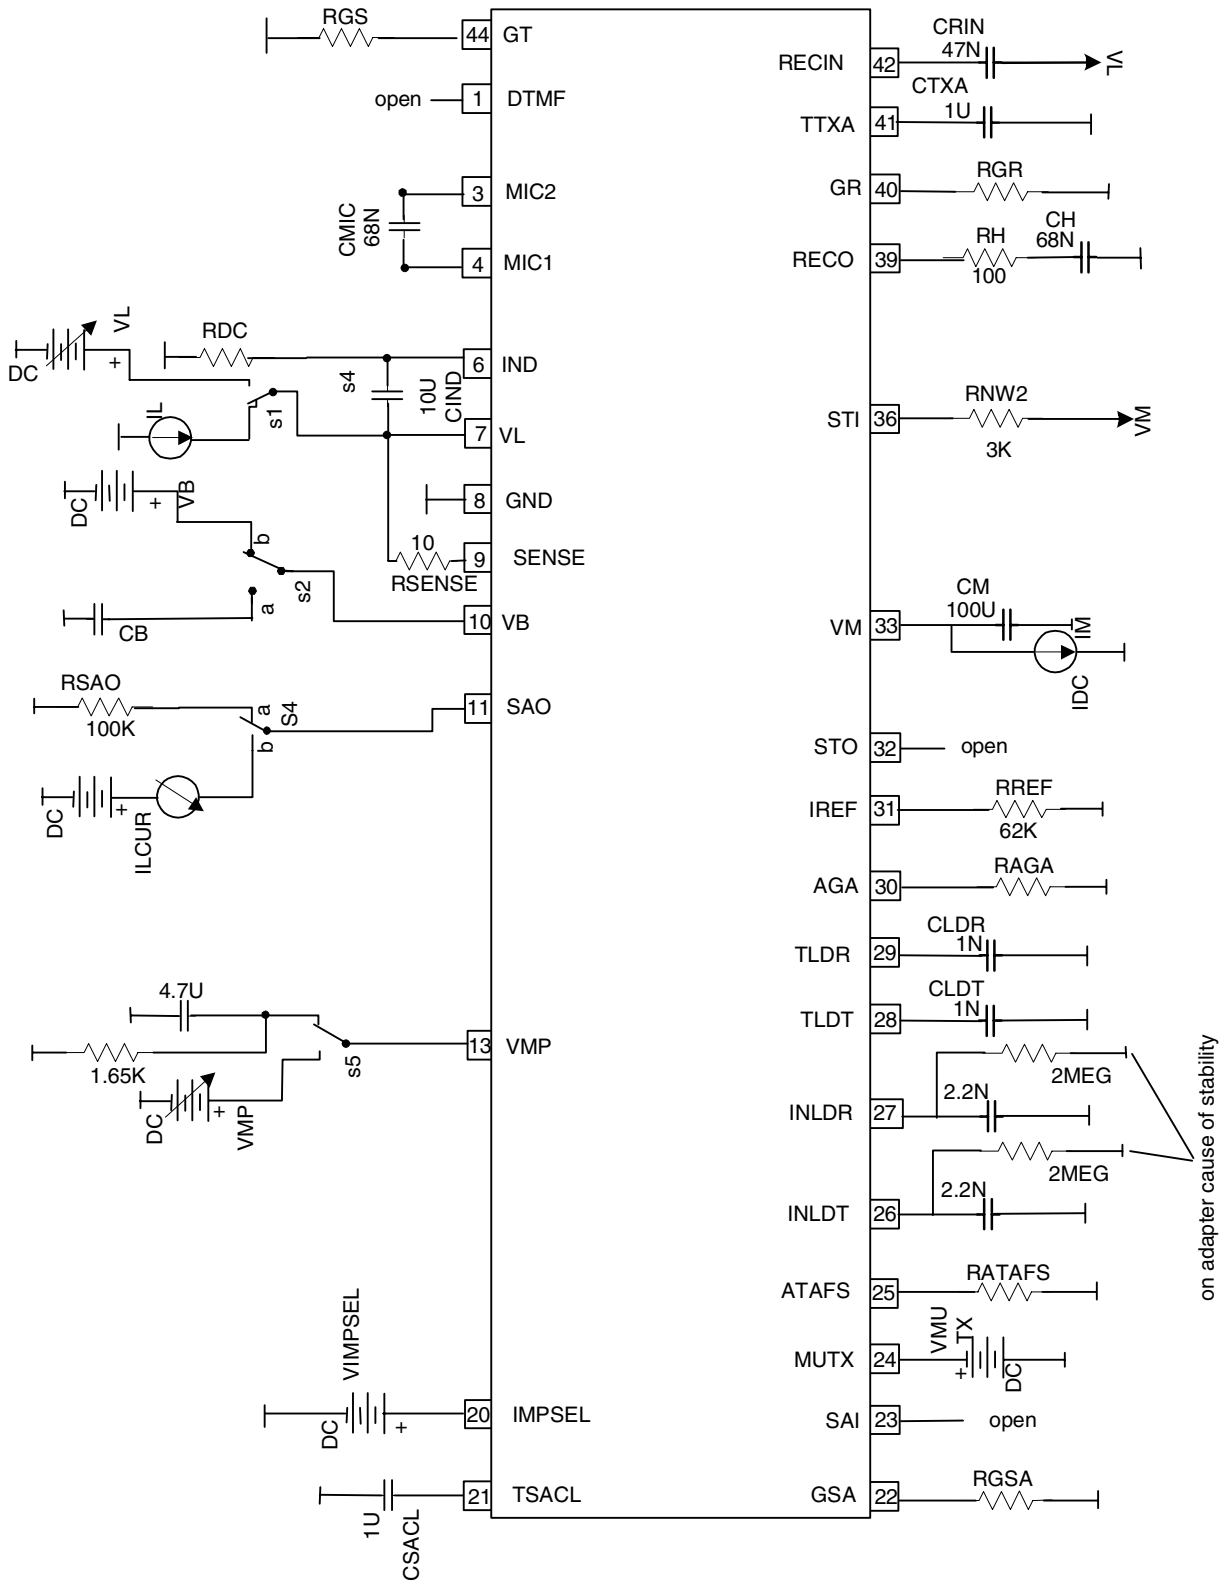 RGS
44 GT
open 1 DTMF
3 MIC2
CMIC
68N
4 MIC1
VL
DC
+
RDC
6 IND
s4
10U
CIND
IL
s1
7 VL
DC
+
VB
8 GND
b
10
9 SENSE
RSENSE
s2
a
CB
10 VB
RSAO
100K
a
S4
b
11 SAO
DC
+
ILCUR
4.7U
1.65K
s5
13 VMP
DC
+
VMP
VIMPSEL
DC
+
20 IMPSEL
1U
CSACL
21 TSACL
CRIN
47N
RECIN 42
VL
CTXA
1U
TTXA 41
RGR
GR 40
RH
100
CH
68N
RECO 39
RNW2
STI 36
3K
VM
CM
100U
VM 33
IM
IDC
STO 32 open
RREF
IREF 31
62K
RAGA
AGA 30
CLDR
1N
TLDR 29
CLDT
1N
TLDT 28
2MEG
2.2N
INLDR 27
2MEG
2.2N
INLDT 26
on adapter cause of stability
RATAFS
ATAFS 25
VMU
TX
MUTX 24
+
DC
SAI 23 open
RGSA
GSA 22